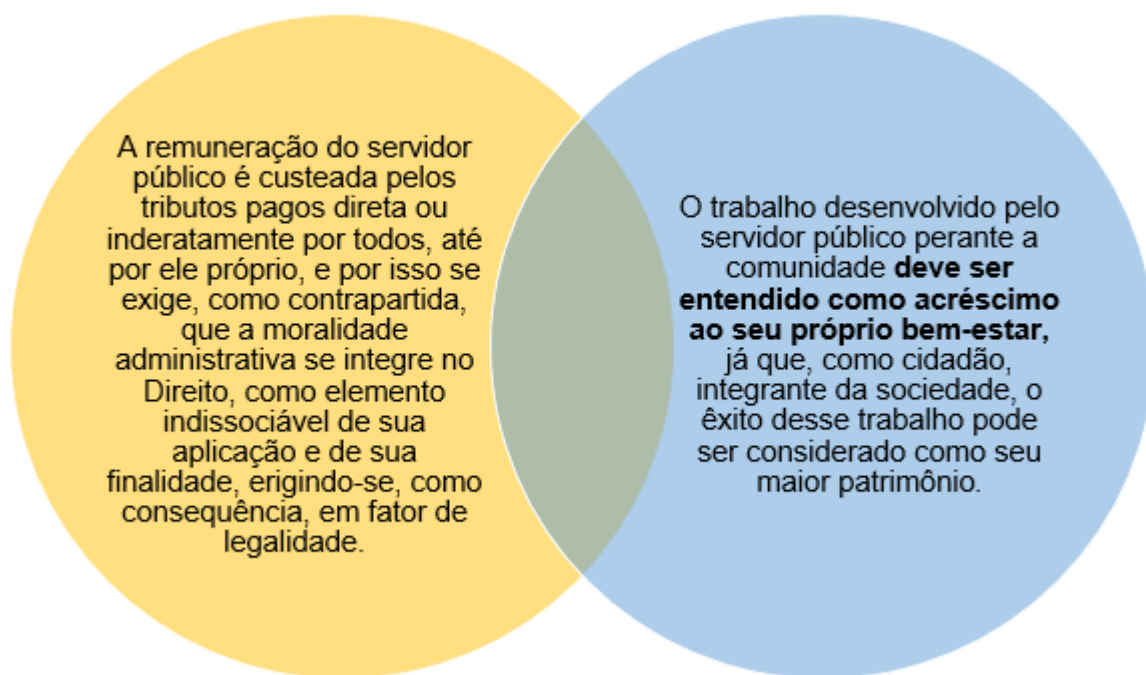 A remuneração do servidor
público é custeada pelos
tributos pagos direta ou
inderatamente por todos, até
por ele próprio, e por isso se
exige, como contrapartida,
que a moralidade
administrativa se integre no
Direito, como elemento
indissociável de sua
aplicação e de sua
finalidade, erigindo-se, como
consequência, em fator de
legalidade.
O trabalho desenvolvido pelo
servidor público perante a
comunidade deve ser
entendido como acréscimo
ao seu próprio bem-estar,
já que, como cidadão,
integrante da sociedade, o
êxito desse trabalho pode
ser considerado como seu
maior patrimônio.